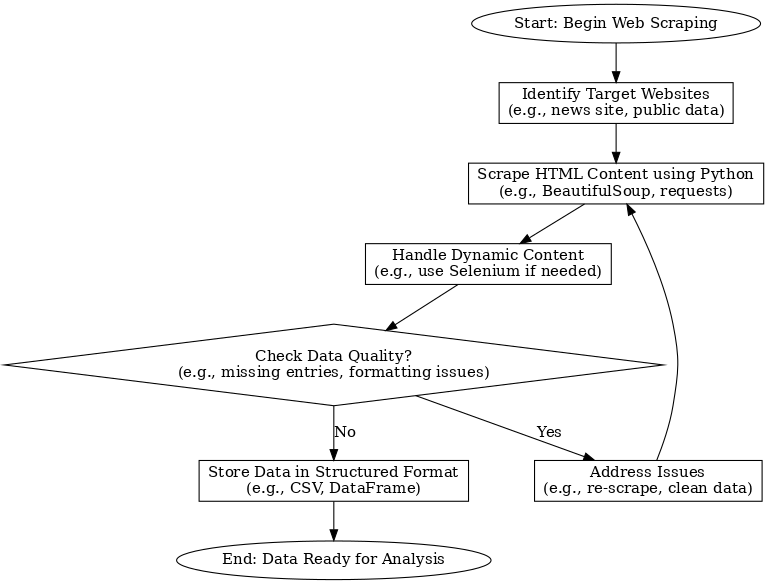 Start: Begin Web Scraping
Identify Target Websites
(e.g., news site, public data)
Scrape HTML Content using Python
(e.g., BeautifulSoup, requests)
Handle Dynamic Content
(e.g., use Selenium if needed)
Check Data Quality?
(e.g., missing entries, formatting issues)
No
Yes
Store Data in Structured Format
(e.g., CSV, DataFrame)
Address Issues
(e.g., re-scrape, clean data)
End: Data Ready for Analysis